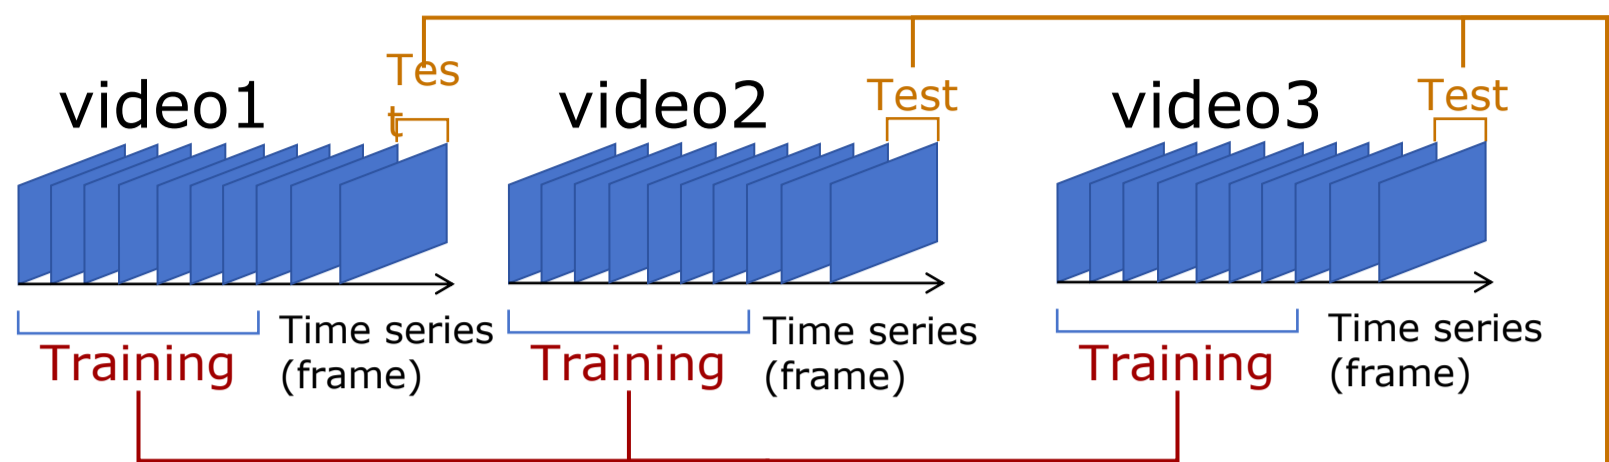 video1
Tes
t
video2
Test
video3
Test
Training
Time series
(frame)
Training
Time series
(frame)
Training
Time series
(frame)